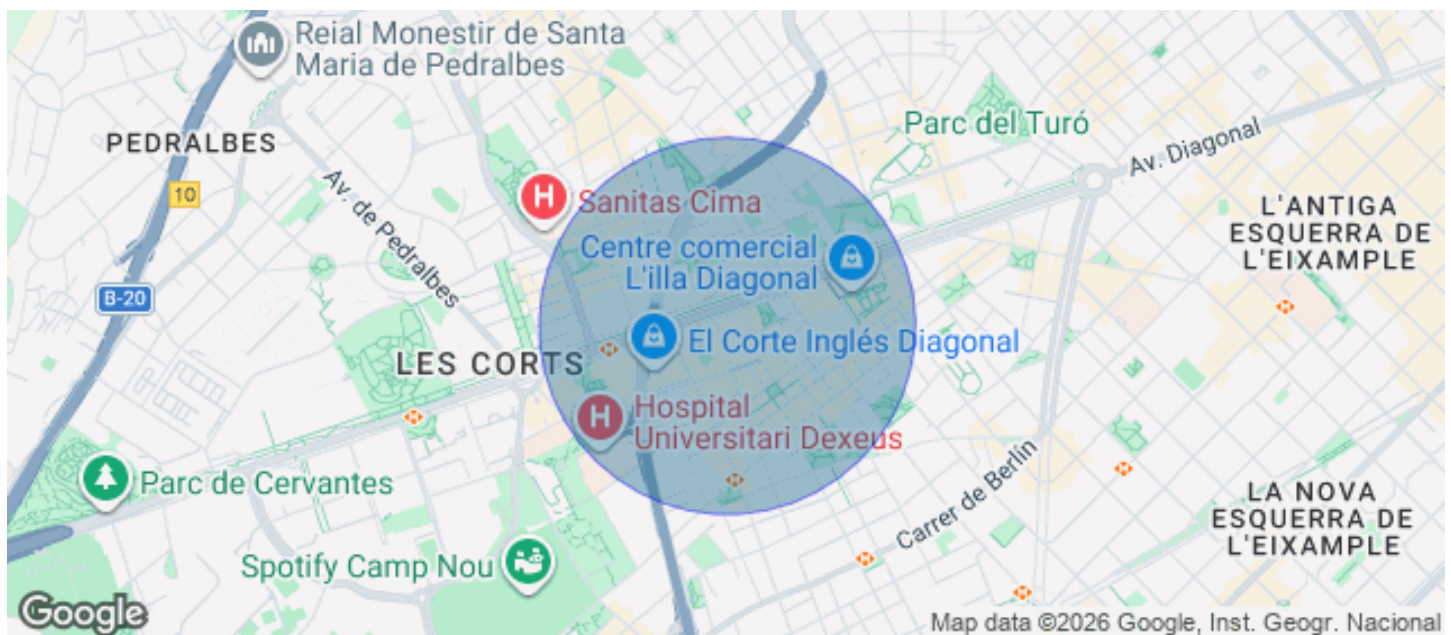 Reial Monestir de Santa
Maria de Pedralbes
PEDRALBES
10
Av. de Pedralbes
B-20
H
Sanitas Cima
Parc del Turó
Av. Diagonal
L'ANTIGA
ESQUERRA DE
L'EIXAMPLE
Centre comercial
L'illa Diagonal
El Corte Inglés Diagonal
LES CORTS
H
Hospital
Universitari Dexeus
Parc de Cervantes
Carrer de Berlín
LA NOVA
ESQUERRA DE
L'EIXAMPLE
Spotify Camp Nou
Google
Map data ©2026 Google, Inst. Geogr. Nacional